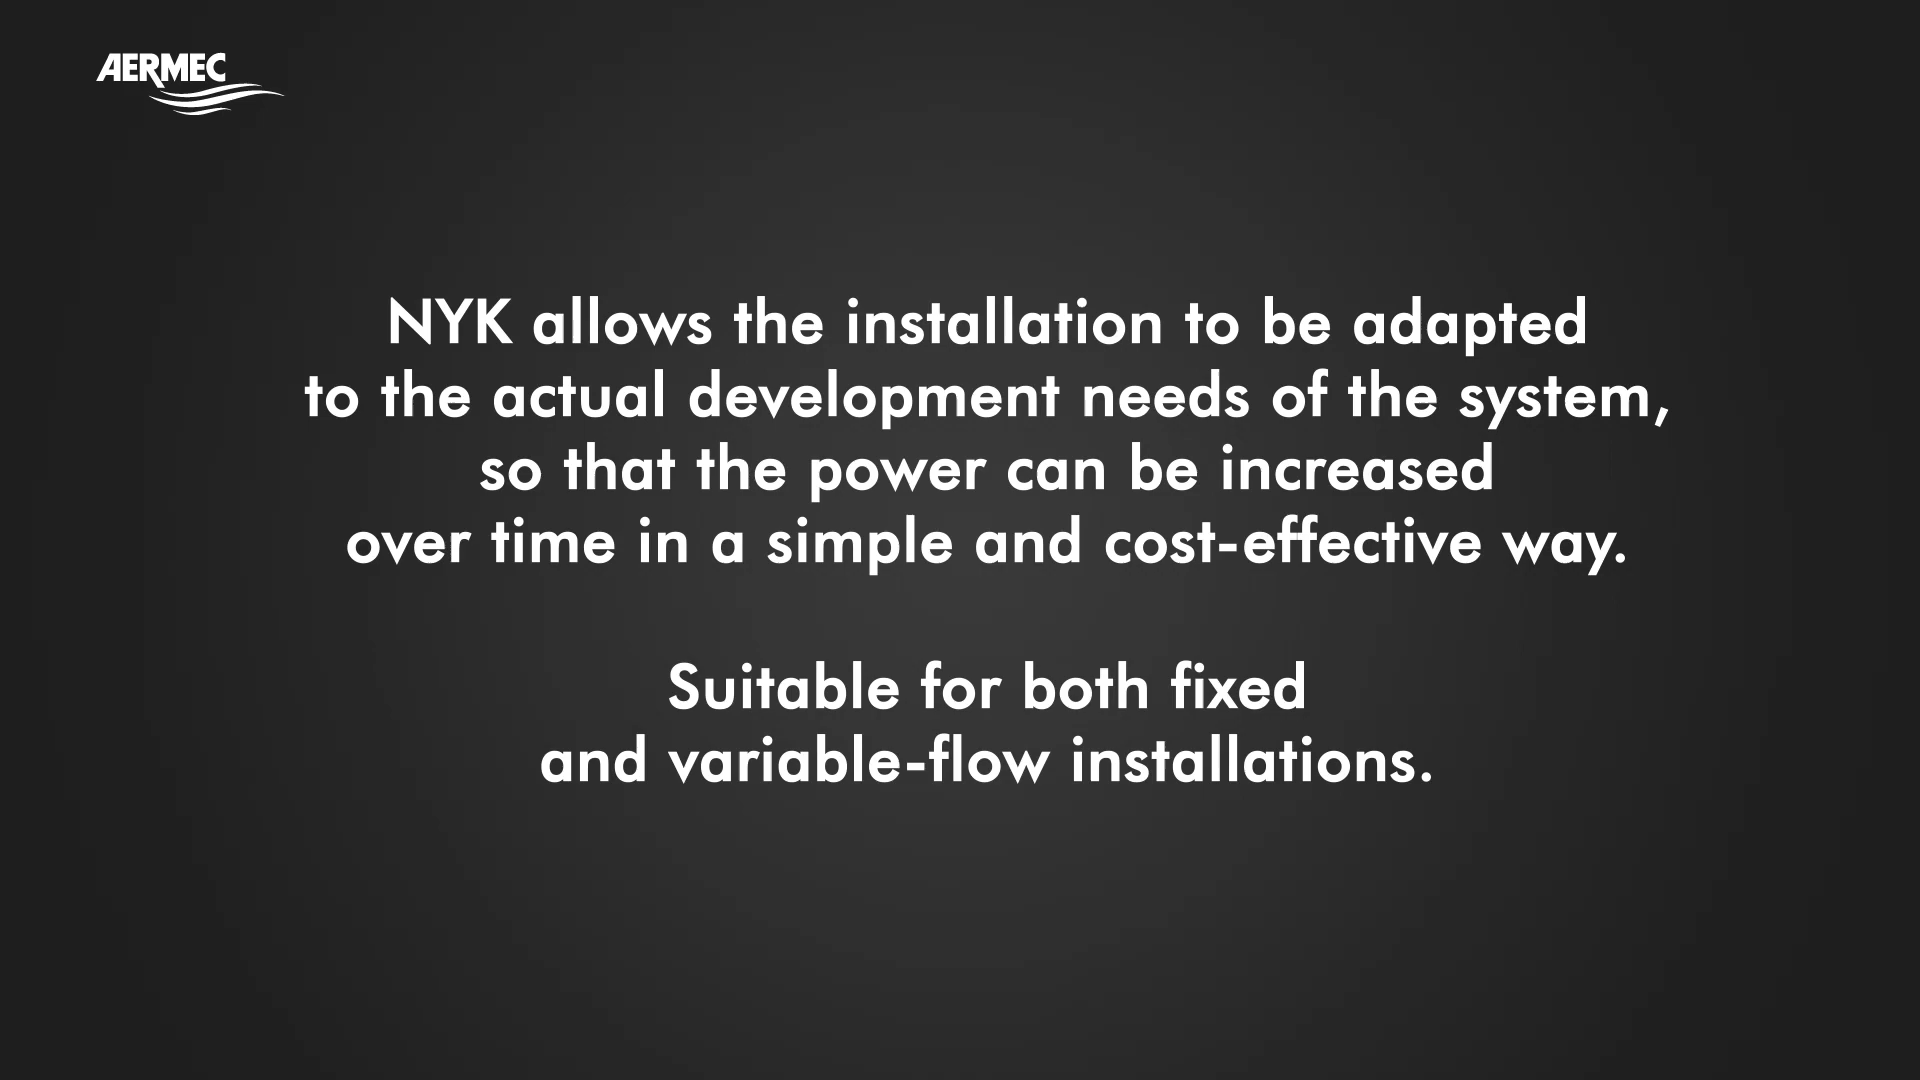 AERMEC
NYK allows the installation to be adapted
to the actual development needs of the system,
so that the power can be increased
over time in a simple and cost-effective way.
Suitable for both fixed
and variable-flow installations.